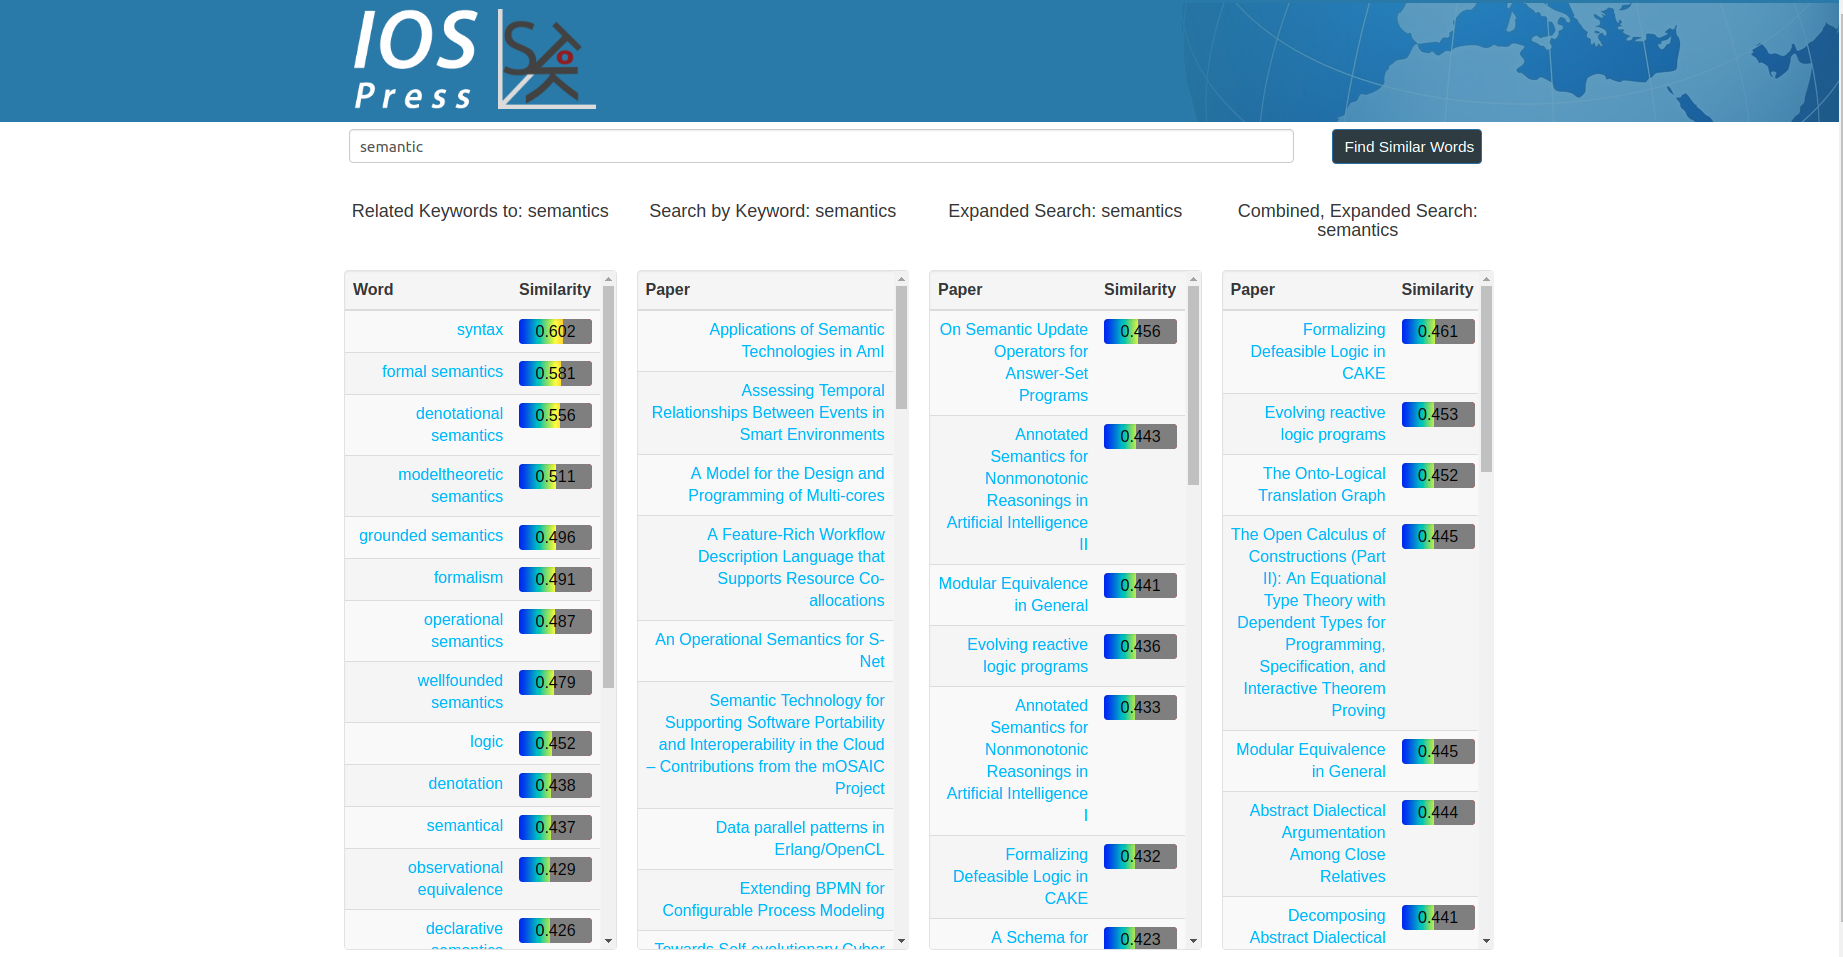 IOS
Press
semantic
Find Similar Words
Related Keywords to: semantics
Word Similarity
syntax 0.602
formal semantics 0.581
denotational 0.556
semantics
modeltheoretic 0.511
semantics
grounded semantics 0.496
formalism 0.491
operational 0.487
semantics
wellfounded 0.479
semantics
logic 0.452
denotation 0.438
semantical 0.437
observational 0.429
equivalence
declarative 0.426
semantics
Search by Keyword: semantics
Paper
Applications of Semantic
Technologies in AmI
Assessing Temporal
Relationships Between Events in
Smart Environments
A Model for the Design and
Programming of Multi-cores
A Feature-Rich Workflow
Description Language that
Supports Resource Co-
allocations
An Operational Semantics for S-
Net
Semantic Technology for
Supporting Software Portability
and Interoperability in the Cloud
– Contributions from the mOSAIC
Project
Data parallel patterns in
Erlang/OpenCL
Extending BPMN for
Configurable Process Modeling
Towards Self-evolutionary Cyber
Expanded Search: semantics
Paper Similarity
On Semantic Update 0.456
Operators for
Answer-Set
Programs
Annotated 0.443
Semantics for
Nonmonotonic
Reasonings in
Artificial Intelligence
II
Modular Equivalence 0.441
in General
Evolving reactive 0.436
logic programs
Annotated 0.433
Semantics for
Nonmonotonic
Reasonings in
Artificial Intelligence
I
Formalizing 0.432
Defeasible Logic in
CAKE
A Schema for 0.423
Combined, Expanded Search:
semantics
Paper Similarity
Formalizing 0.461
Defeasible Logic in
CAKE
Evolving reactive 0.453
logic programs
The Onto-Logical 0.452
Translation Graph
The Open Calculus of 0.445
Constructions (Part
II): An Equational
Type Theory with
Dependent Types for
Programming,
Specification, and
Interactive Theorem
Proving
Modular Equivalence 0.445
in General
Abstract Dialectical 0.444
Argumentation
Among Close
Relatives
Decomposing 0.441
Abstract Dialectical